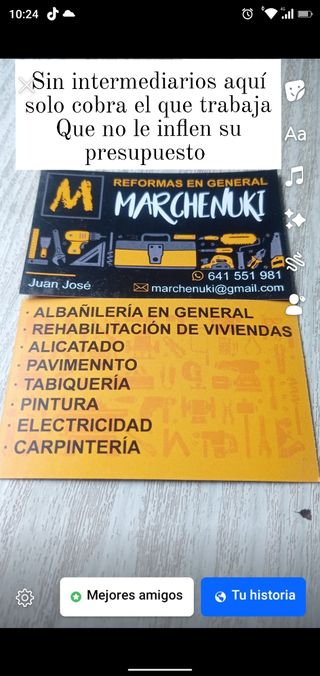 10:24
Sin intermediarios aquí
solo cobra el que trabaja
Que no le inflen su
presupuesto
Aa
M
REFORMAS EN GENERAL
MARCHENUKI
641 551 981
Juan José
marchenuki@gmail.com
· ALBAÑILERÍA EN GENERAL
· REHABILITACIÓN DE VIVIENDAS
· ALICATADO
· PAVIMENNTO
· TABIQUERÍA
· PINTURA
· ELECTRICIDAD
· CARPINTERÍA
Mejores amigos
Tu historia